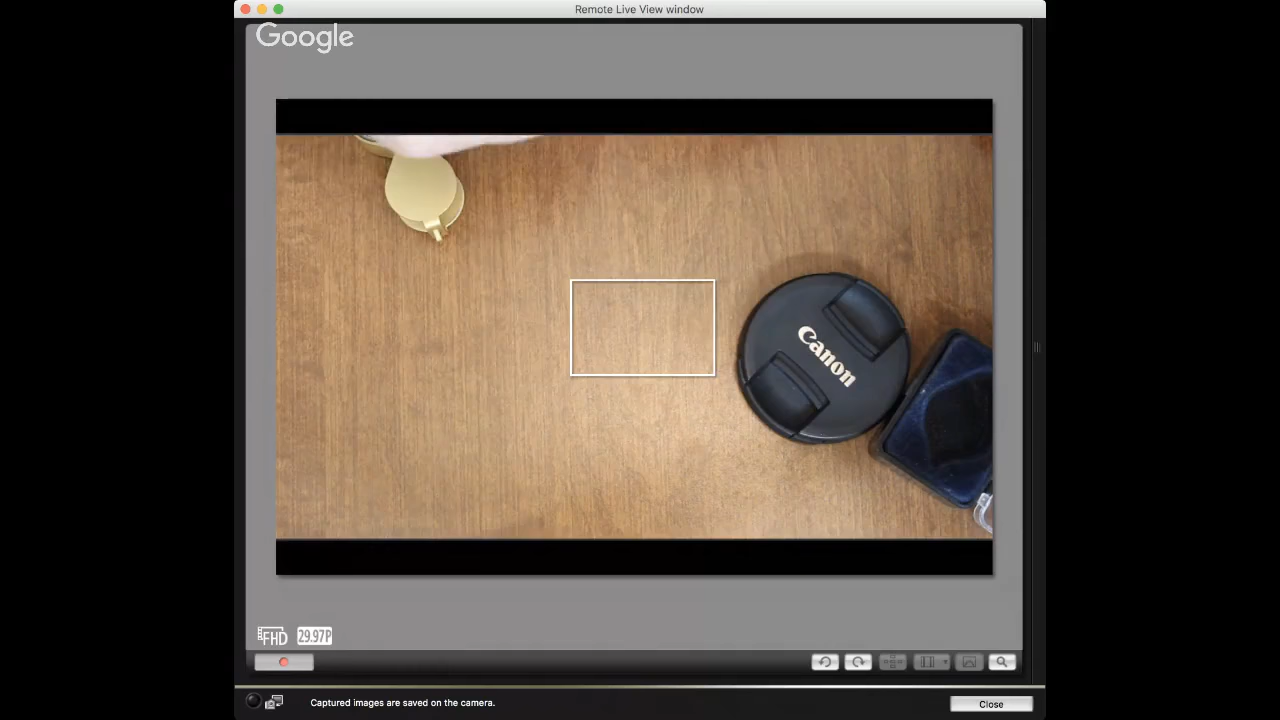 Remote Live View window
Google
Canon
FHD
29.97P
Captured images are saved on the camera.
Close